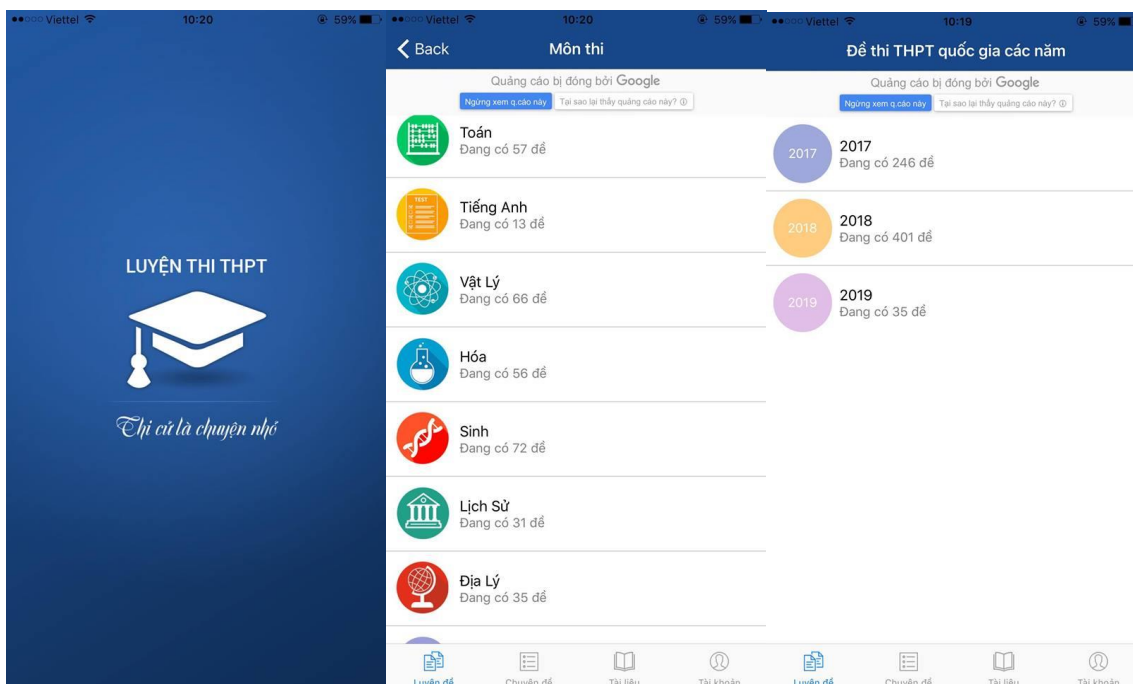 Viettel 10:20 59%
LUYỆN THI THPT
Thi cử là chuyện nhỏ
Viettel 10:20 59%
Back Môn thi
Quảng cáo bị đóng bởi Google
Ngừng xem q.cáo này Tại sao lại thấy quảng cáo này?
Toán
Đang có 57 đề
TEST
Tiếng Anh
Đang có 13 đề
Vật Lý
Đang có 66 đề
Hóa
Đang có 56 đề
Sinh
Đang có 72 đề
Lịch Sử
Đang có 31 đề
Địa Lý
Đang có 35 đề
Luyện đề Chuyên đề Tài liệu Tài khoản
Viettel 10:19 59%
Đề thi THPT quốc gia các năm
Quảng cáo bị đóng bởi Google
Ngừng xem q.cáo này Tại sao lại thấy quảng cáo này?
2017 2017
Đang có 246 đề
2018 2018
Đang có 401 đề
2019 2019
Đang có 35 đề
Luyện đề Chuyên đề Tài liệu Tài khoản